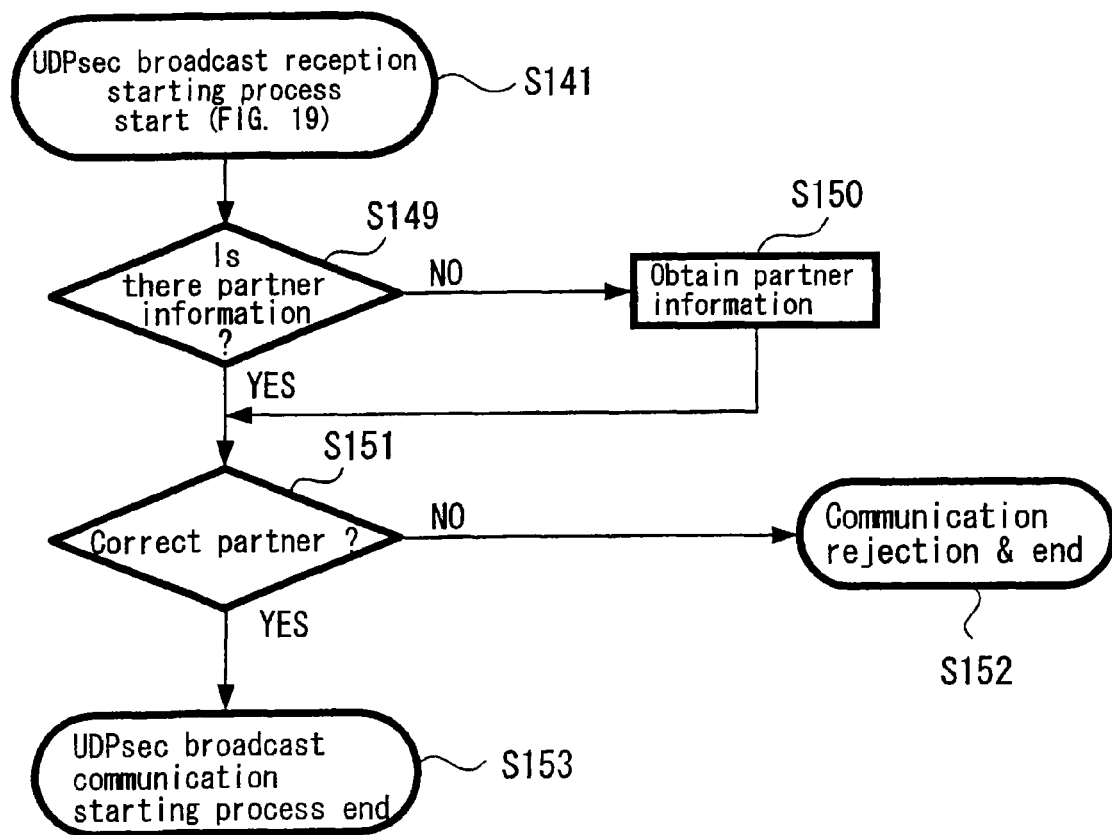 UDPsec broadcast reception
starting process
start (FIG. 19)
S141
S149
Is
there partner
information
?
NO
S150
Obtain partner
information
YES
S151
Correct partner ?
NO
Communication
rejection & end
S152
YES
UDPsec broadcast
communication
starting process end
S153